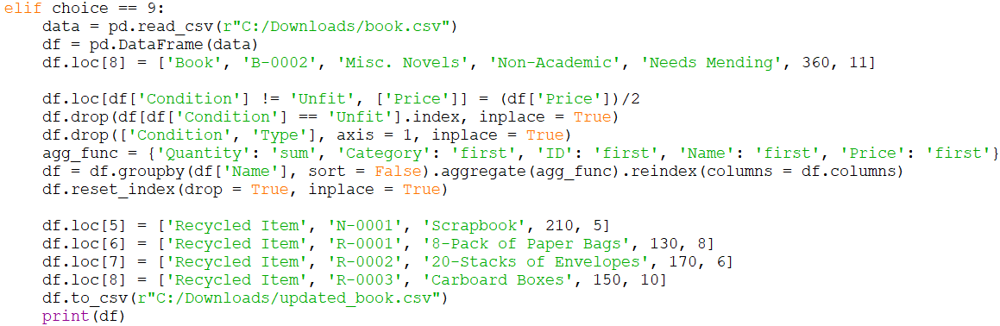 elif choice == 9:
    data = pd.read_csv(r"C:/Downloads/book.csv")
    df = pd.DataFrame(data)
    df.loc[8] = ['Book', 'B-0002', 'Misc. Novels', 'Non-Academic', 'Needs Mending', 360, 11]

    df.loc[df['Condition'] != 'Unfit', ['Price']] = (df['Price'])/2
    df.drop(df[df['Condition'] == 'Unfit'].index, inplace = True)
    df.drop(['Condition', 'Type'], axis = 1, inplace = True)
    agg_func = {'Quantity': 'sum', 'Category': 'first', 'ID': 'first', 'Name': 'first', 'Price': 'first'}
    df = df.groupby(df['Name'], sort = False).aggregate(agg_func).reindex(columns = df.columns)
    df.reset_index(drop = True, inplace = True)

    df.loc[5] = ['Recycled Item', 'N-0001', 'Scrapbook', 210, 5]
    df.loc[6] = ['Recycled Item', 'R-0001', '8-Pack of Paper Bags', 130, 8]
    df.loc[7] = ['Recycled Item', 'R-0002', '20-Stacks of Envelopes', 170, 6]
    df.loc[8] = ['Recycled Item', 'R-0003', 'Carboard Boxes', 150, 10]
    df.to_csv(r"C:/Downloads/updated_book.csv")
    print(df)